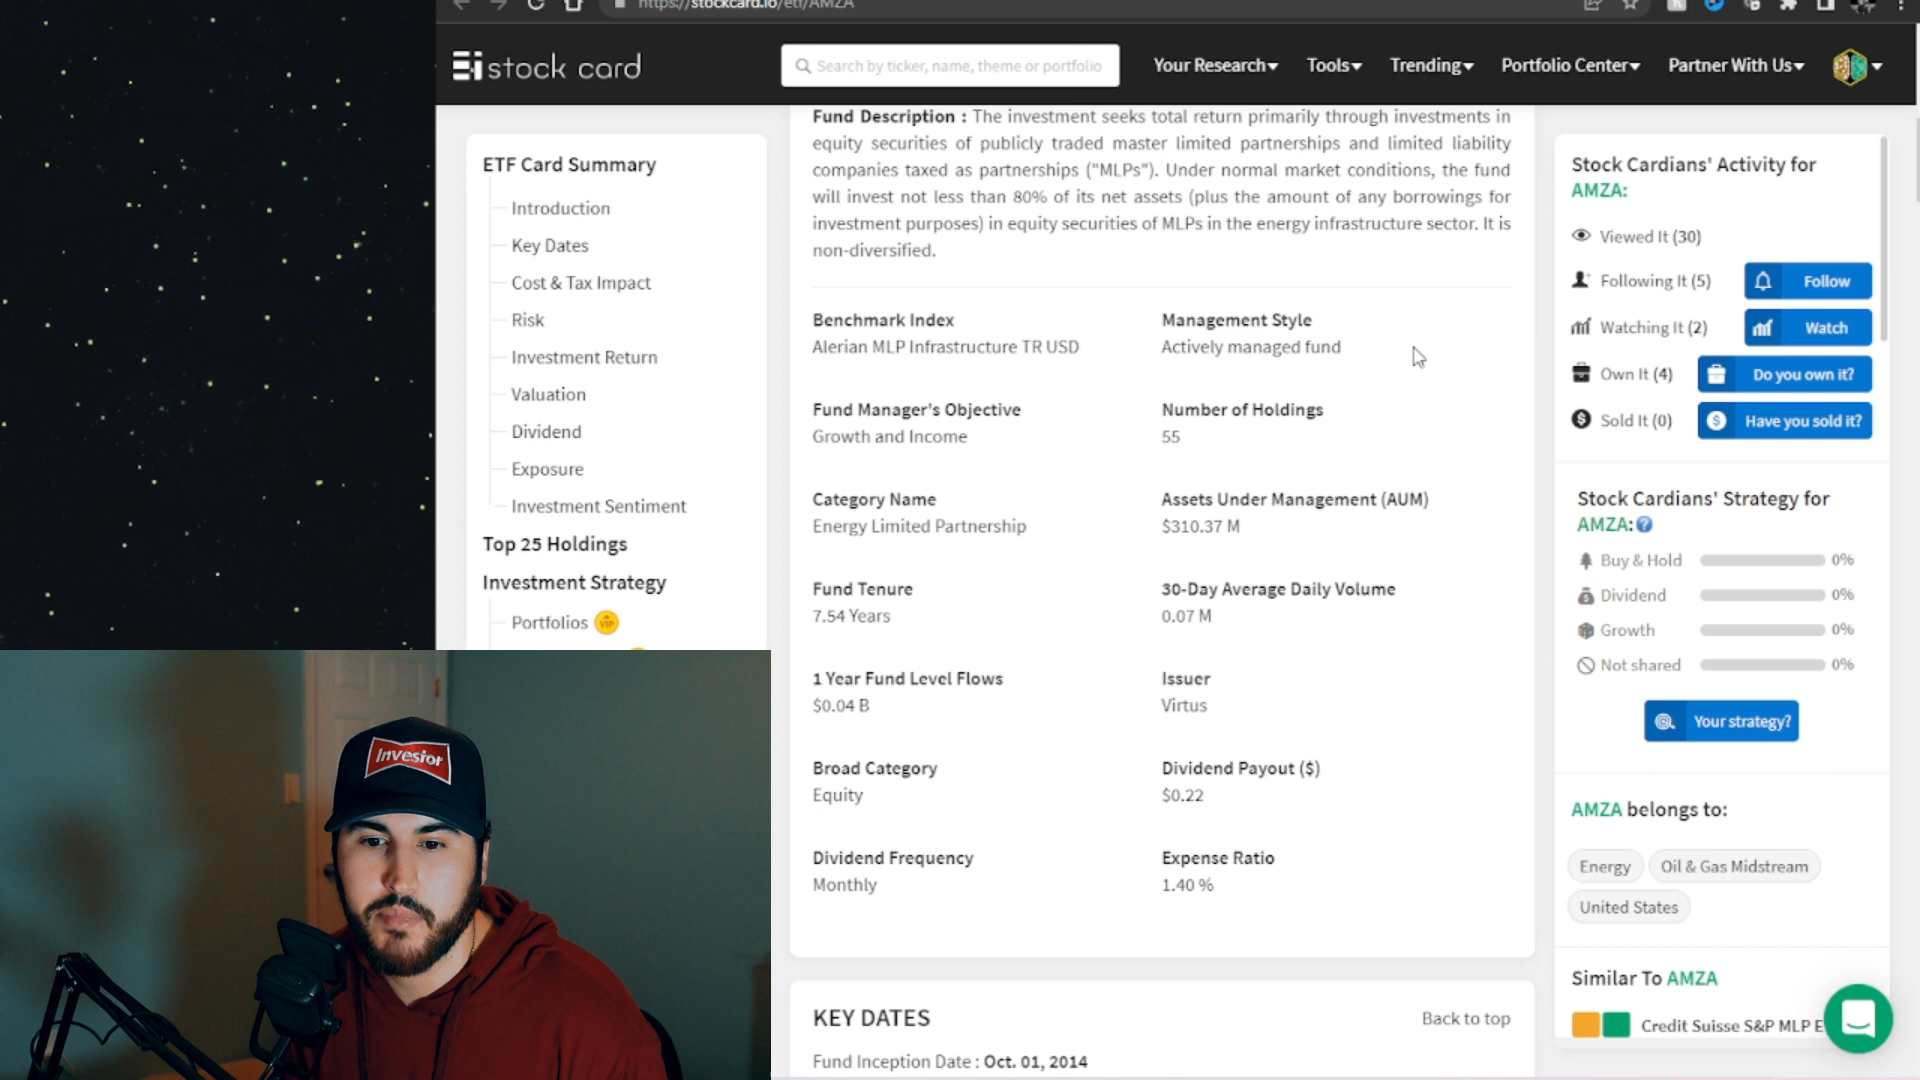 https://stockcard.io/etf/AMZA
stock card
Search by ticker, name, theme or portfolio
Your Research
Tools
Trending
Portfolio Center
Partner With Us
ETF Card Summary
Introduction
Key Dates
Cost & Tax Impact
Risk
Investment Return
Valuation
Dividend
Exposure
Investment Sentiment
Top 25 Holdings
Investment Strategy
Portfolios
VIP
Fund Description : The investment seeks total return primarily through investments in
equity securities of publicly traded master limited partnerships and limited liability
companies taxed as partnerships ("MLPs"). Under normal market conditions, the fund
will invest not less than 80% of its net assets (plus the amount of any borrowings for
investment purposes) in equity securities of MLPs in the energy infrastructure sector. It is
non-diversified.
Benchmark Index
Alerian MLP Infrastructure TR USD
Management Style
Actively managed fund
Fund Manager's Objective
Growth and Income
Number of Holdings
55
Category Name
Energy Limited Partnership
Assets Under Management (AUM)
$310.37 M
Fund Tenure
7.54 Years
30-Day Average Daily Volume
0.07 M
1 Year Fund Level Flows
$0.04 B
Issuer
Virtus
Broad Category
Equity
Dividend Payout ($)
$0.22
Dividend Frequency
Monthly
Expense Ratio
1.40 %
KEY DATES
Back to top
Fund Inception Date : Oct. 01, 2014
Stock Cardians' Activity for
AMZA:
Viewed It (30)
Following It (5)
Follow
Watching It (2)
Watch
Own It (4)
Do you own it?
Sold It (0)
Have you sold it?
Stock Cardians' Strategy for
AMZA:
Buy & Hold 0%
Dividend 0%
Growth 0%
Not shared 0%
Your strategy?
AMZA belongs to:
Energy
Oil & Gas Midstream
United States
Similar To AMZA
Credit Suisse S&P MLP E
Investor